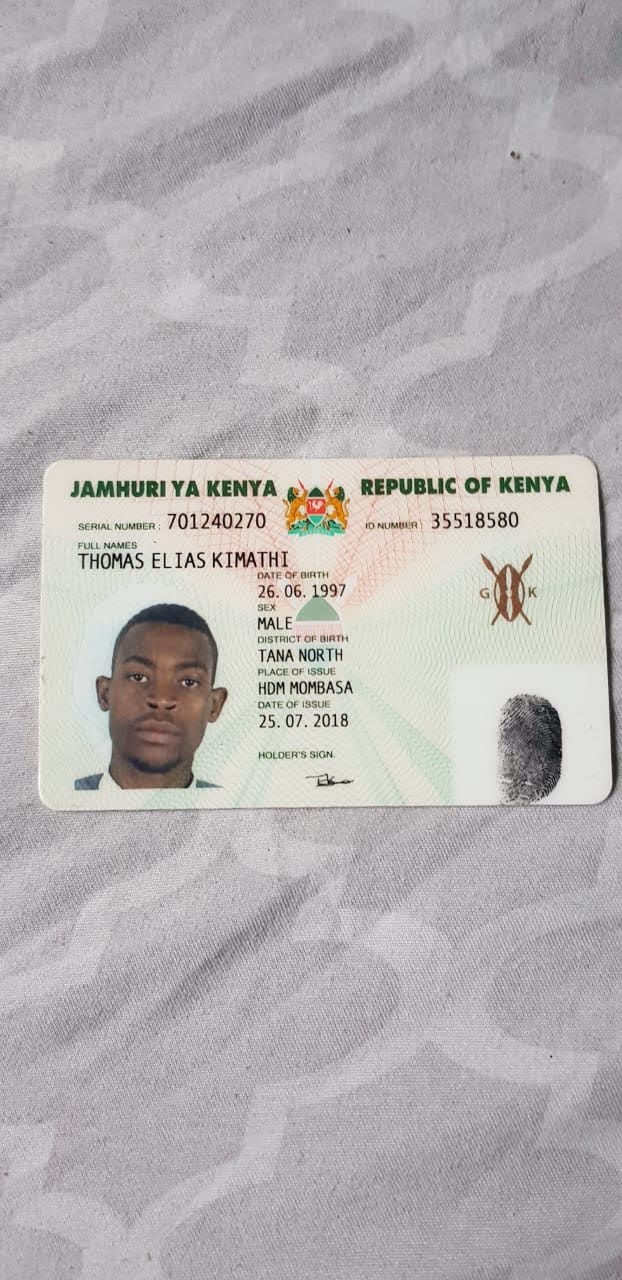 JAMHURI YA KENYA REPUBLIC OF KENYA
SERIAL NUMBER : 701240270 ID NUMBER : 35518580
FULL NAMES
THOMAS ELIAS KIMATHI
DATE OF BIRTH
26. 06. 1997
SEX
MALE
G K
DISTRICT OF BIRTH
TANA NORTH
PLACE OF ISSUE
HDM MOMBASA
DATE OF ISSUE
25. 07. 2018
HOLDER'S SIGN.